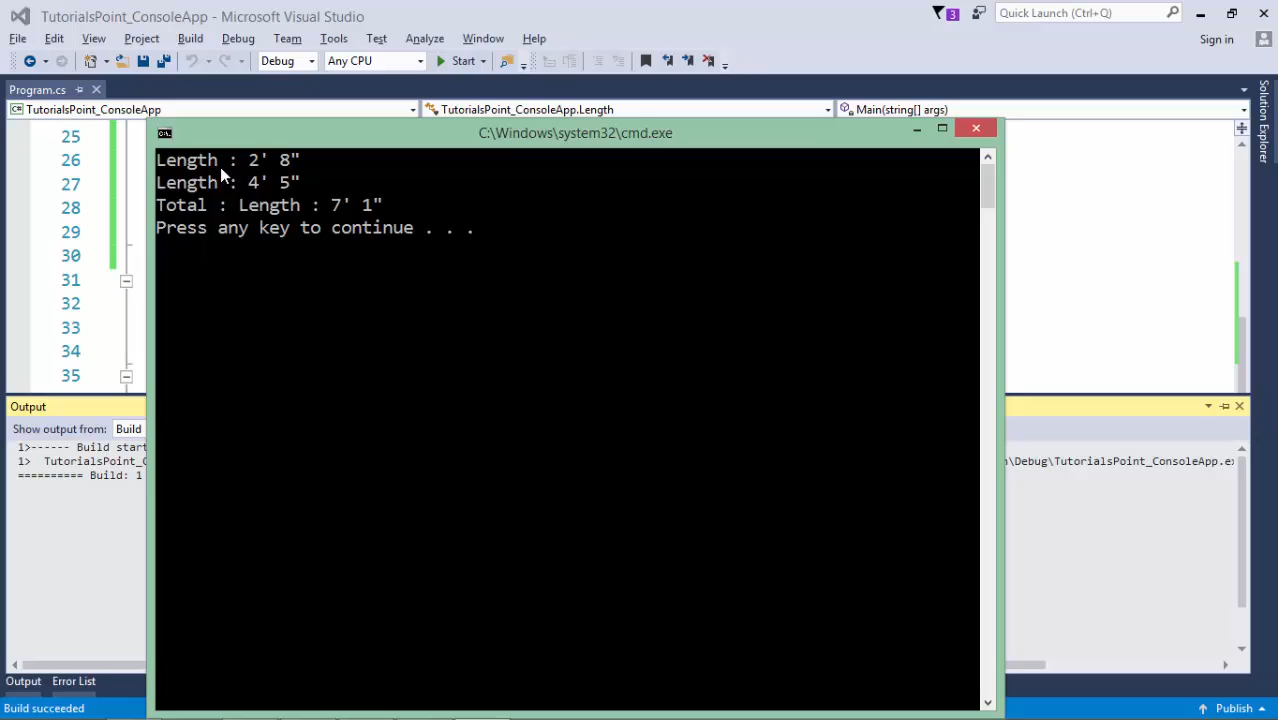 TutorialsPoint_ConsoleApp - Microsoft Visual Studio
3
Quick Launch (Ctrl+Q)
File Edit View Project Build Debug Team Tools Test Analyze Window Help
Sign in
Debug Any CPU Start
Program.cs
TutorialsPoint_ConsoleApp
TutorialsPoint_ConsoleApp.Length
Main(string[] args)
Solution Explorer
C:\Windows\system32\cmd.exe
Length : 2' 8"
Length : 4' 5"
Total : Length : 7' 1"
Press any key to continue . . .
25
26
27
28
29
30
31
32
33
34
35
Output
Show output from: Build
1>------ Build start
1> TutorialsPoint_C
n\Debug\TutorialsPoint_ConsoleApp.ex
========== Build: 1
Output Error List
Build succeeded
Publish